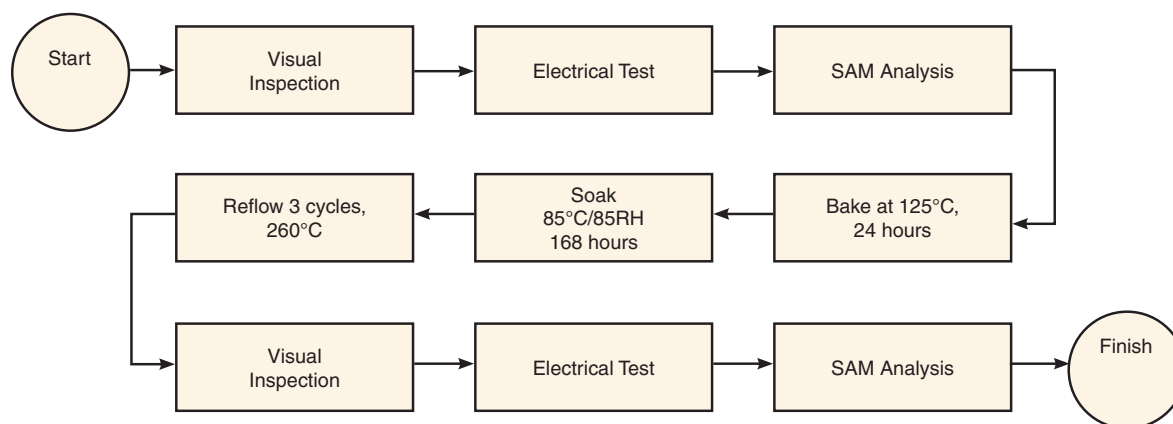 Start
Visual
Inspection
Electrical Test
SAM Analysis
Bake at 125°C,
24 hours
Soak
85°C/85RH
168 hours
Reflow 3 cycles,
260°C
Visual
Inspection
Electrical Test
SAM Analysis
Finish